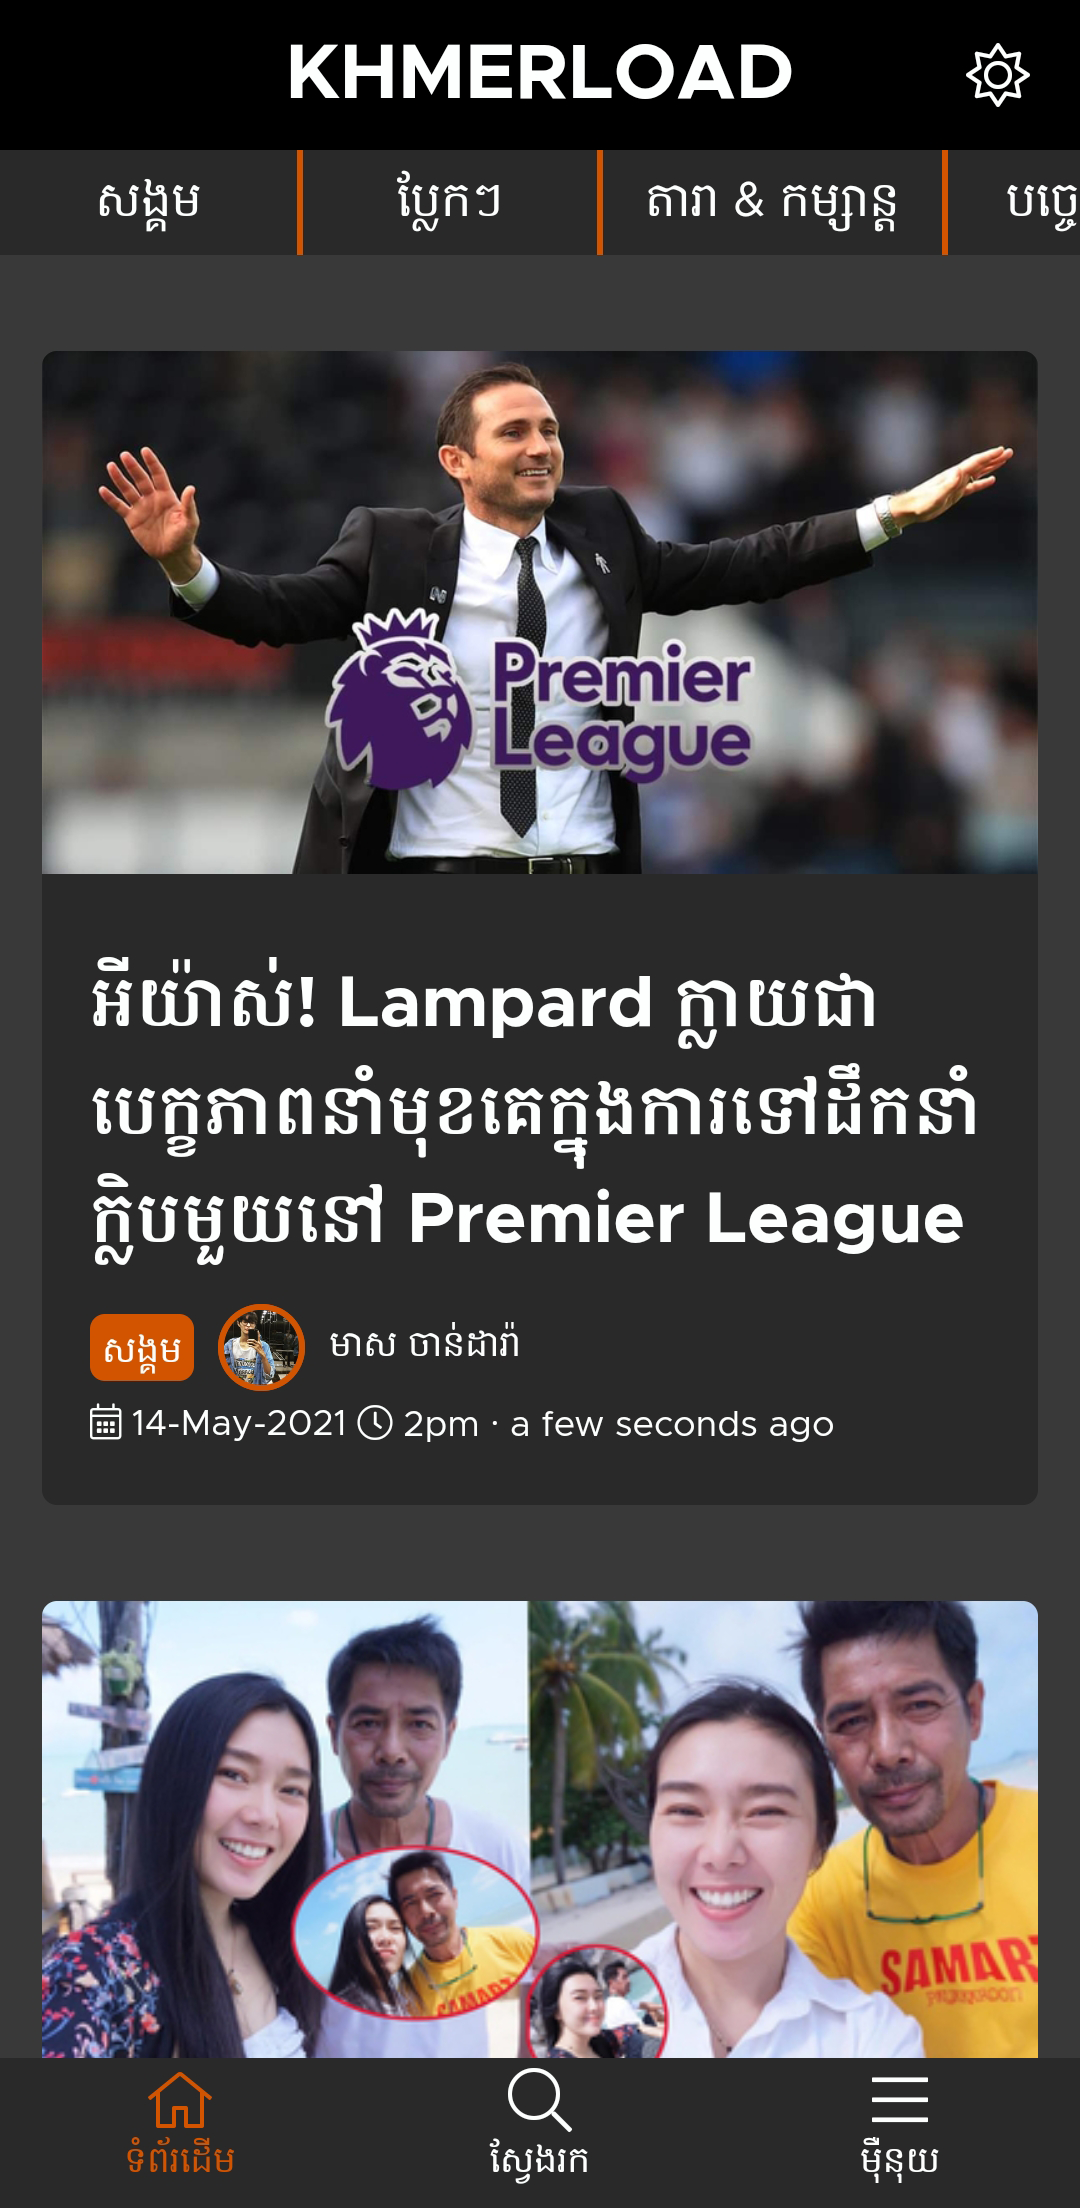 KHMERLOAD
សង្គម
ប្លែកៗ
តារា & កម្សាន្ត
បច្ចេ
Premier
League
អីយ៉ាស់! Lampard ក្លាយជា
បេក្ខភាពនាំមុខគេក្នុងការទៅដឹកនាំ
ក្លិបមួយនៅ Premier League
សង្គម
មាស ចាន់ដារ៉ា
14-May-2021 2pm · a few seconds ago
SAMAR
SAMAR
ទំព័រដើម
ស្វែងរក
ម៉ឺនុយ